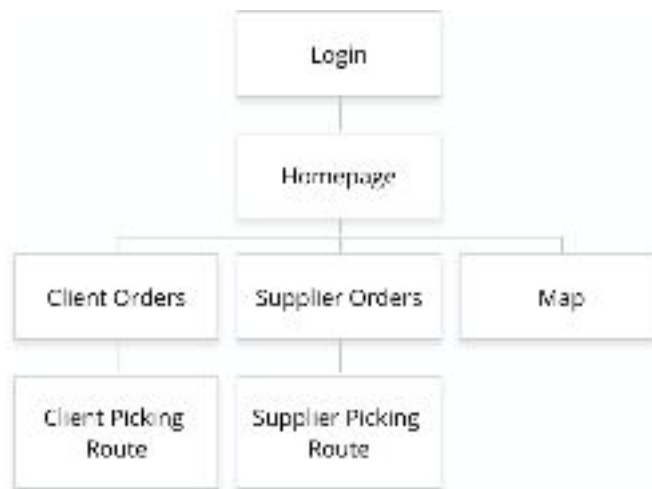 Login
Homepage
Client Orders
Supplier Orders
Map
Client Picking
Route
Supplier Picking
Route